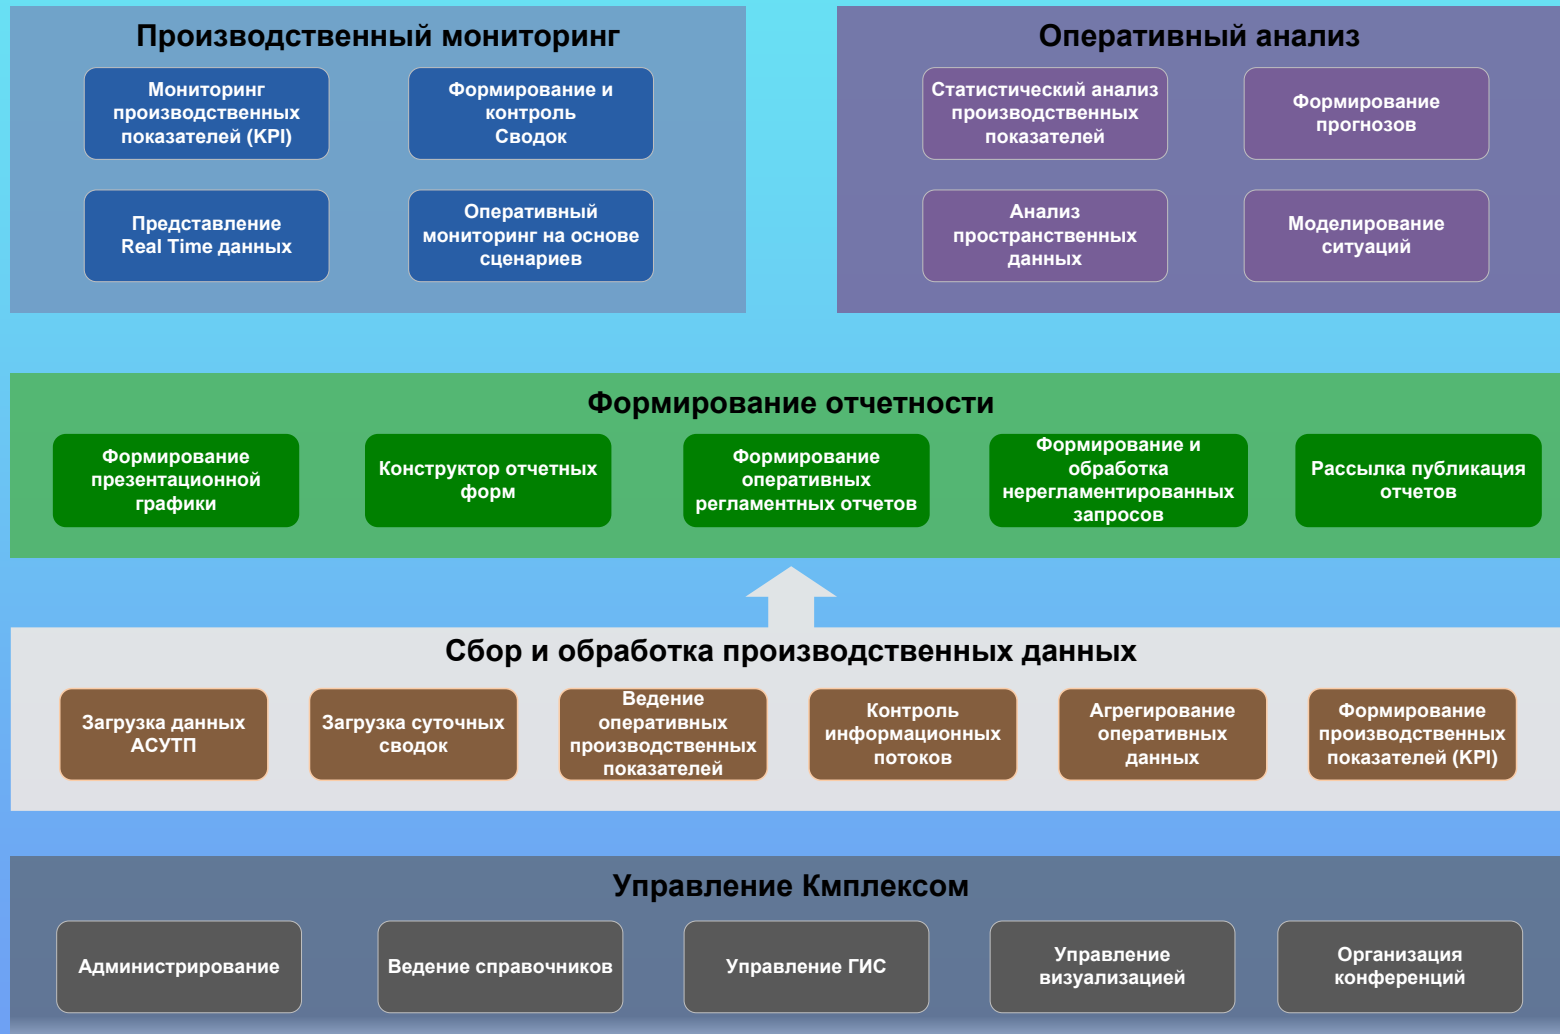 Производственный мониторинг
Мониторинг
производственных
показателей (KPI)
Формирование и
контроль
Сводок
Представление
Real Time данных
Оперативный
мониторинг на основе
сценариев
Оперативный анализ
Статистический анализ
производственных
показателей
Формирование
прогнозов
Анализ
пространственных
данных
Моделирование
ситуаций
Формирование отчетности
Формирование
презентационной
графики
Конструктор отчетных
форм
Формирование
оперативных
регламентных отчетов
Формирование и
обработка
нерегламентированных
запросов
Рассылка публикация
отчетов
Сбор и обработка производственных данных
Загрузка данных
АСУТП
Загрузка суточных
сводок
Ведение
оперативных
производственных
показателей
Контроль
информационных
потоков
Агрегирование
оперативных
данных
Формирование
производственных
показателей (KPI)
Управление Кмплексом
Администрирование
Ведение справочников
Управление ГИС
Управление
визуализацией
Организация
конференций